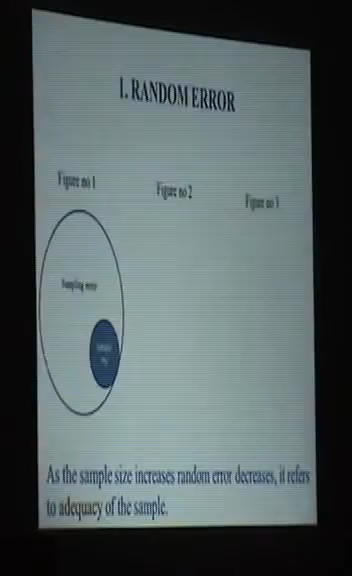 1. RANDOM ERROR
Figure no 1
Figure no 2
Figure no 3
Sampling error
As the sample size increases random error decreases, it refers
to adequacy of the sample.